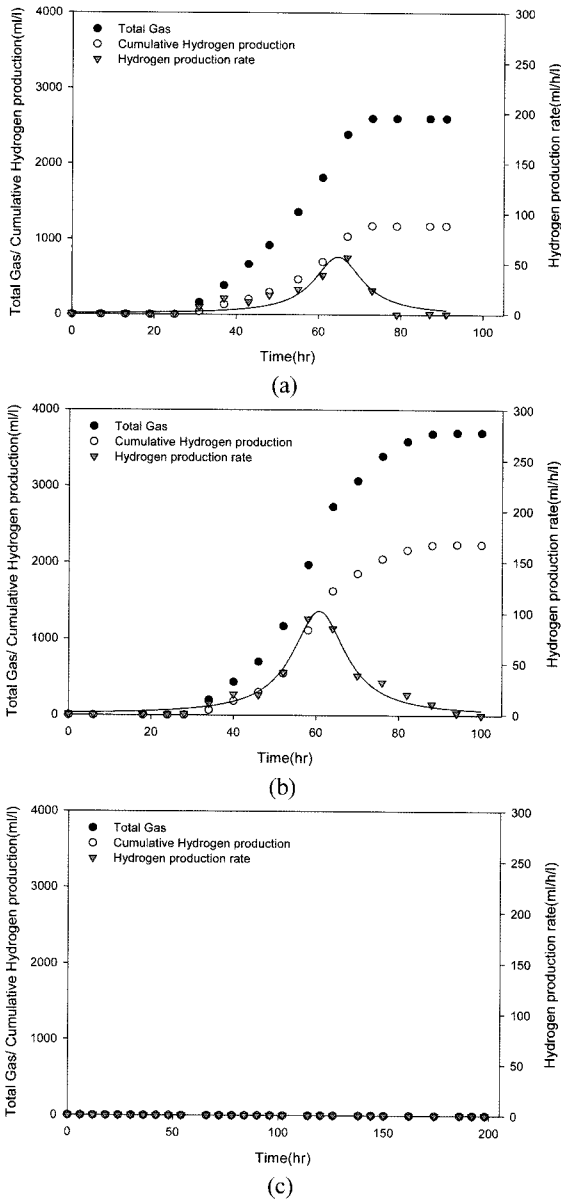 Total Gas/ Cumulative Hydrogen production(ml/l)
4000
3000
2000
1000
0
Total Gas
Cumulative Hydrogen production
Hydrogen production rate
300
250
200
150
100
50
0
Hydrogen production rate(ml/h/l)
0 20 40 60 80 100
Time(hr)
(a)
Total Gas/ Cumulative Hydrogen production(ml/l)
4000
3000
2000
1000
0
Total Gas
Cumulative Hydrogen production
Hydrogen production rate
300
250
200
150
100
50
0
Hydrogen production rate(ml/h/l)
0 20 40 60 80 100
Time(hr)
(b)
Total Gas/ Cumulative Hydrogen production(ml/l)
4000
3000
2000
1000
0
Total Gas
Cumulative Hydrogen production
Hydrogen production rate
300
250
200
150
100
50
0
Hydrogen production rate(ml/h/l)
0 50 100 150 200
Time(hr)
(c)